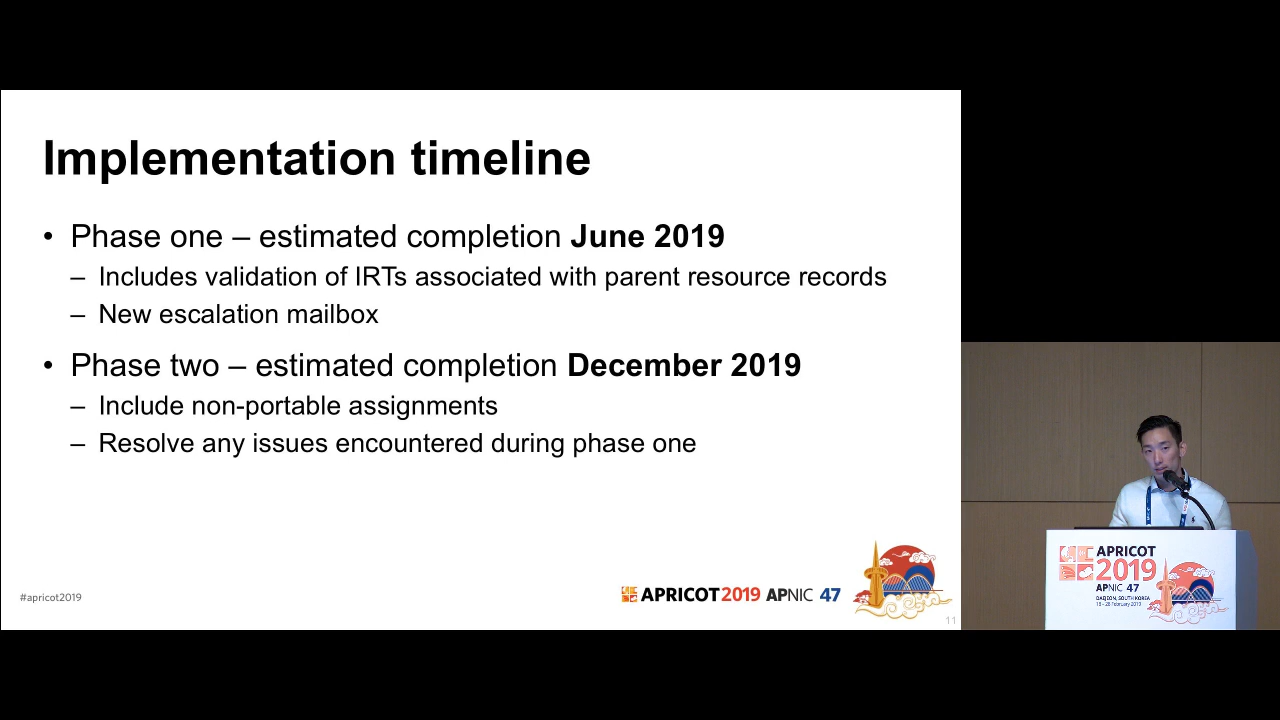 Implementation timeline
• Phase one – estimated completion June 2019
– Includes validation of IRTs associated with parent resource records
– New escalation mailbox
• Phase two – estimated completion December 2019
– Include non-portable assignments
– Resolve any issues encountered during phase one
#apricot2019
APRICOT 2019 APNIC 47
11
APRICOT
2019
APNIC 47
DAEJEON, SOUTH KOREA
18 - 28 February 2019